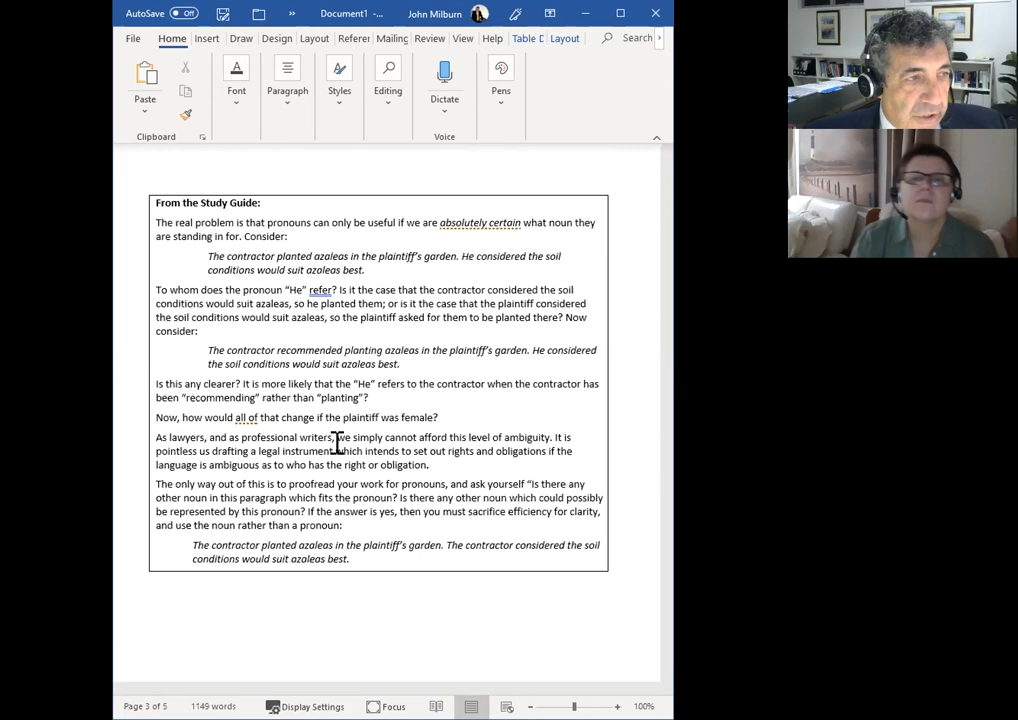 AutoSave Off Document1 -... John Milburn
File Home Insert Draw Design Layout Referer Mailing Review View Help Table D Layout Search
Paste Font Paragraph Styles Editing Dictate Pens
Clipboard Voice
From the Study Guide:
The real problem is that pronouns can only be useful if we are absolutely certain what noun they
are standing in for. Consider:
The contractor planted azaleas in the plaintiff's garden. He considered the soil
conditions would suit azaleas best.
To whom does the pronoun “He” refer? Is it the case that the contractor considered the soil
conditions would suit azaleas, so he planted them; or is it the case that the plaintiff considered
the soil conditions would suit azaleas, so the plaintiff asked for them to be planted there? Now
consider:
The contractor recommended planting azaleas in the plaintiff's garden. He considered
the soil conditions would suit azaleas best.
Is this any clearer? It is more likely that the “He” refers to the contractor when the contractor has
been “recommending” rather than “planting”?
Now, how would all of that change if the plaintiff was female?
As lawyers, and as professional writers, we simply cannot afford this level of ambiguity. It is
pointless us drafting a legal instrument which intends to set out rights and obligations if the
language is ambiguous as to who has the right or obligation.
The only way out of this is to proofread your work for pronouns, and ask yourself “Is there any
other noun in this paragraph which fits the pronoun? Is there any other noun which could possibly
be represented by this pronoun? If the answer is yes, then you must sacrifice efficiency for clarity,
and use the noun rather than a pronoun:
The contractor planted azaleas in the plaintiff's garden. The contractor considered the soil
conditions would suit azaleas best.
Page 3 of 5 1149 words Display Settings Focus 100%